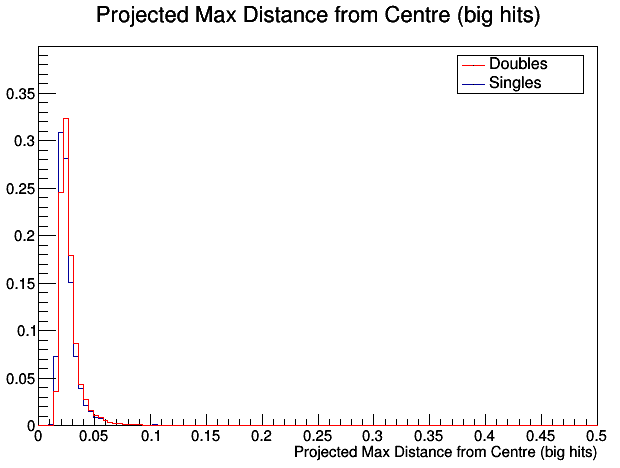 Projected Max Distance from Centre (big hits)
Doubles
Singles
0.35
0.3
0.25
0.2
0.15
0.1
0.05
0
0 0.05 0.1 0.15 0.2 0.25 0.3 0.35 0.4 0.45 0.5
Projected Max Distance from Centre (big hits)